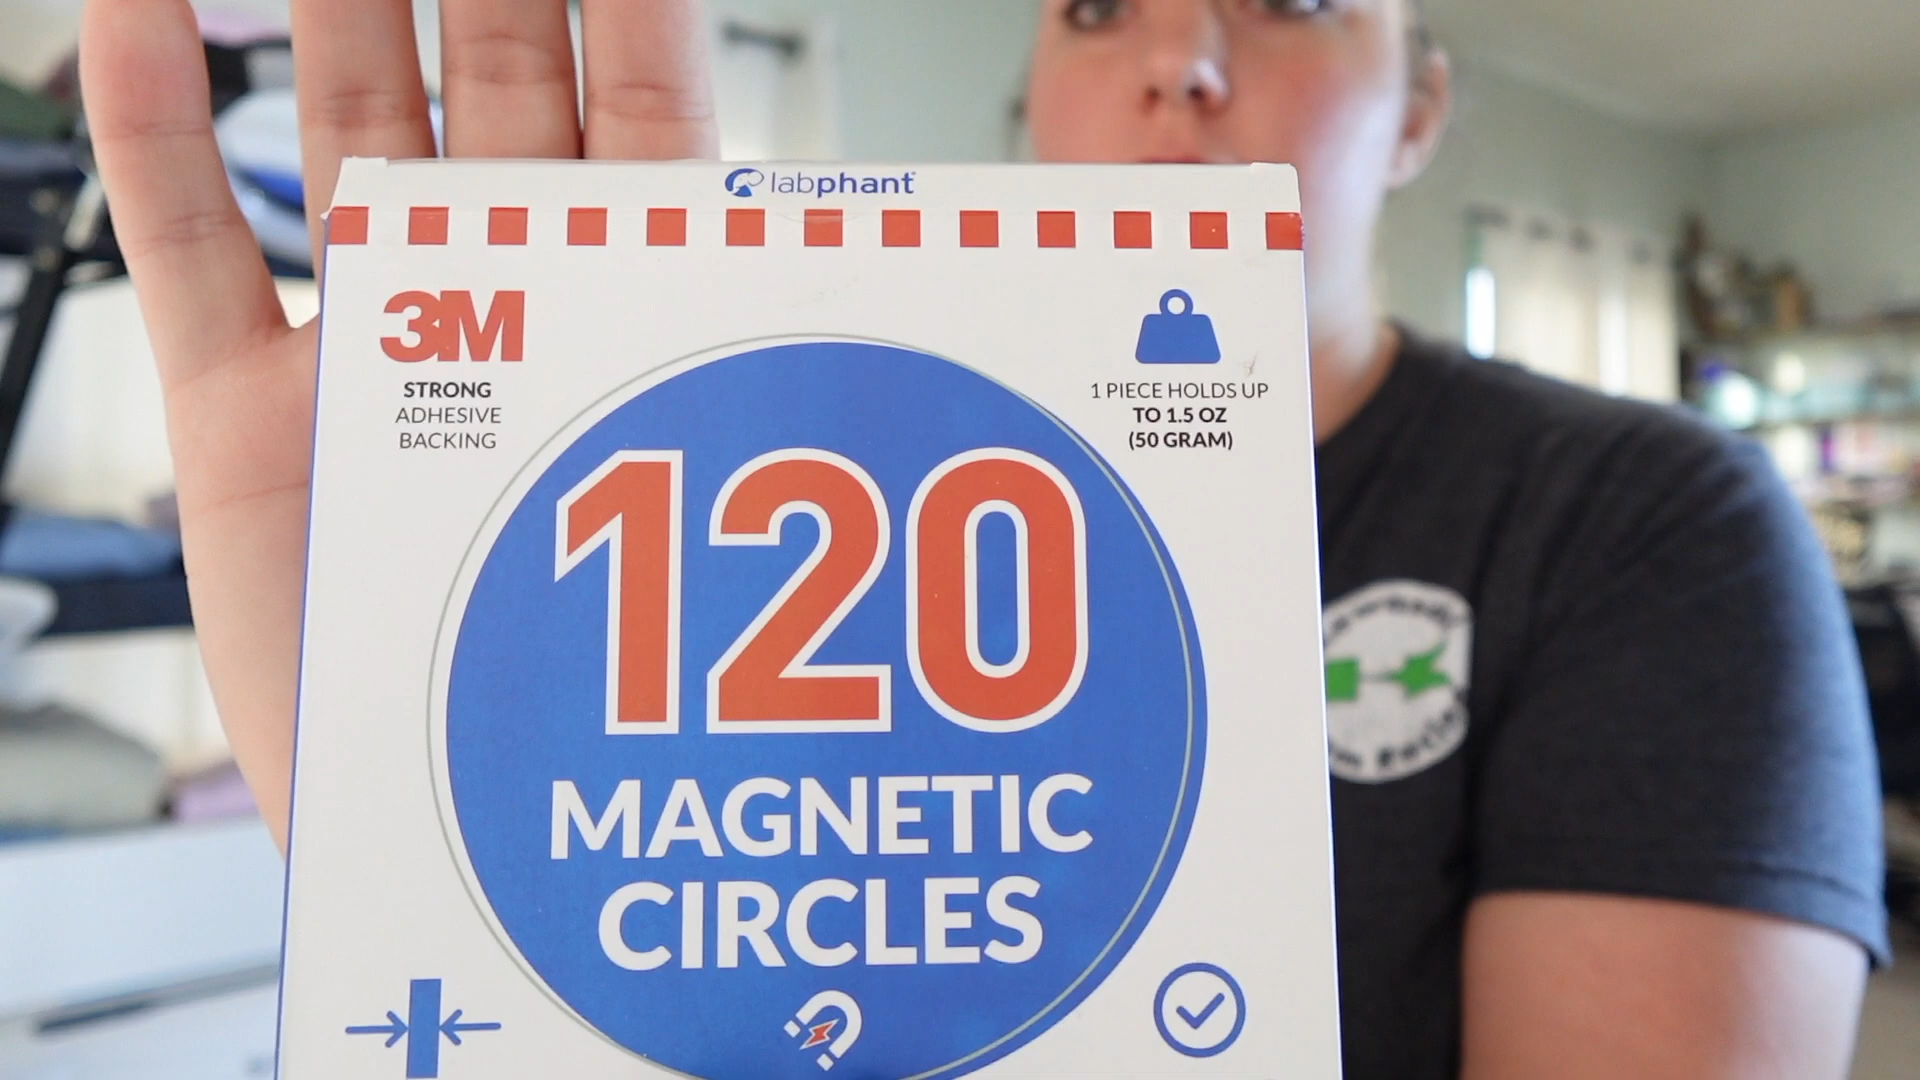 labphant
3M
STRONG
ADHESIVE
BACKING
1 PIECE HOLDS UP
TO 1.5 OZ
(50 GRAM)
120
MAGNETIC
CIRCLES